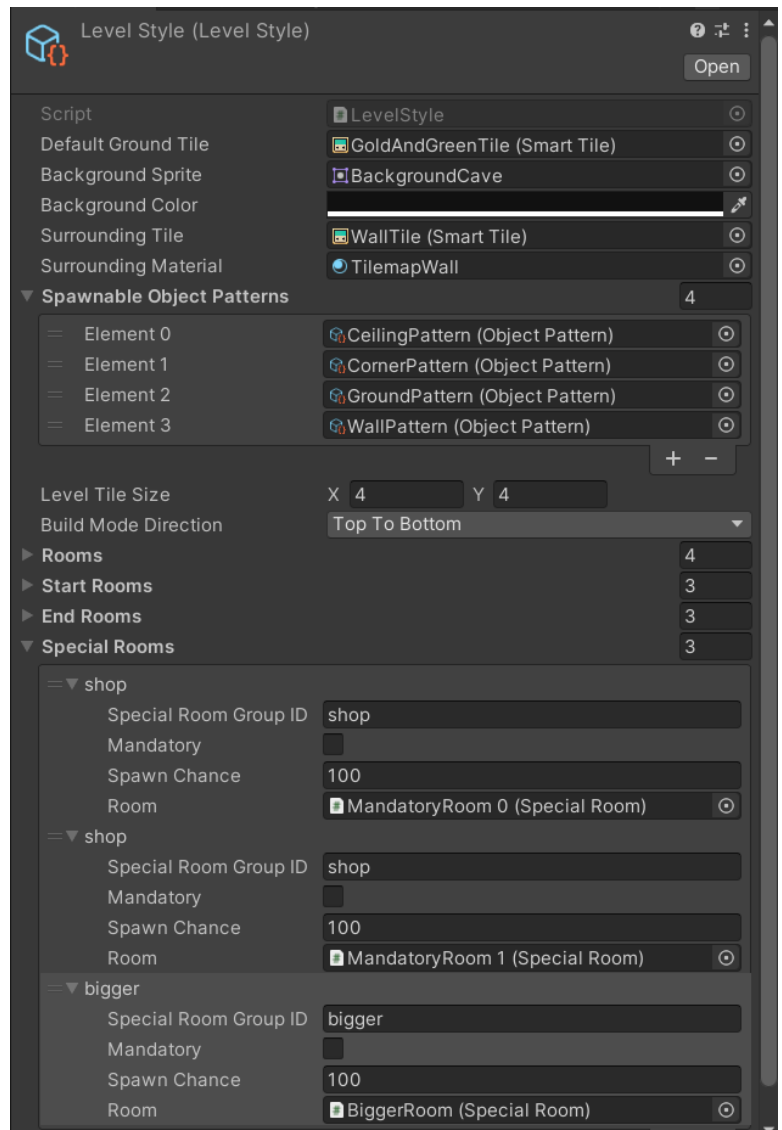 Level Style (Level Style)
Open
Script LevelStyle
Default Ground Tile GoldAndGreenTile (Smart Tile)
Background Sprite BackgroundCave
Background Color
Surrounding Tile WallTile (Smart Tile)
Surrounding Material TilemapWall
Spawnable Object Patterns 4
Element 0 CeilingPattern (Object Pattern)
Element 1 CornerPattern (Object Pattern)
Element 2 GroundPattern (Object Pattern)
Element 3 WallPattern (Object Pattern)
+ −
Level Tile Size X 4 Y 4
Build Mode Direction Top To Bottom
Rooms 4
Start Rooms 3
End Rooms 3
Special Rooms 3
shop
Special Room Group ID shop
Mandatory
Spawn Chance 100
Room MandatoryRoom 0 (Special Room)
shop
Special Room Group ID shop
Mandatory
Spawn Chance 100
Room MandatoryRoom 1 (Special Room)
bigger
Special Room Group ID bigger
Mandatory
Spawn Chance 100
Room BiggerRoom (Special Room)